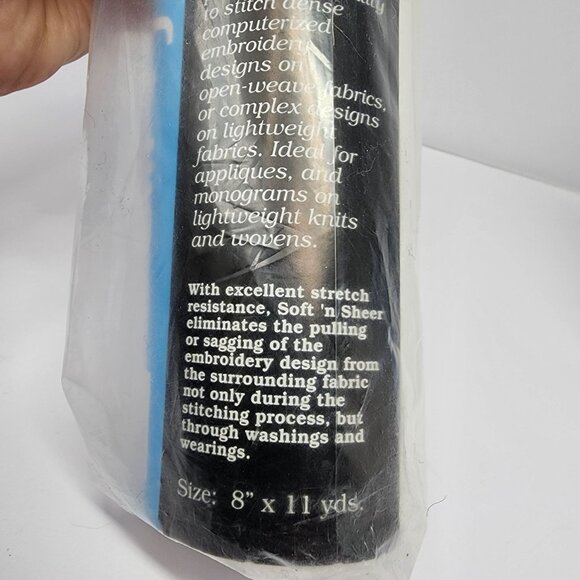 to stitch dense
computerized
embroidery
designs on
open-weave fabrics,
or complex designs
on lightweight
fabrics. Ideal for
appliques, and
monograms on
lightweight knits
and wovens.
With excellent stretch
resistance, Soft 'n Sheer
eliminates the pulling
or sagging of the
embroidery design from
the surrounding fabric
not only during the
stitching process, but
through washings and
wearings.
Size: 8" x 11 yds.